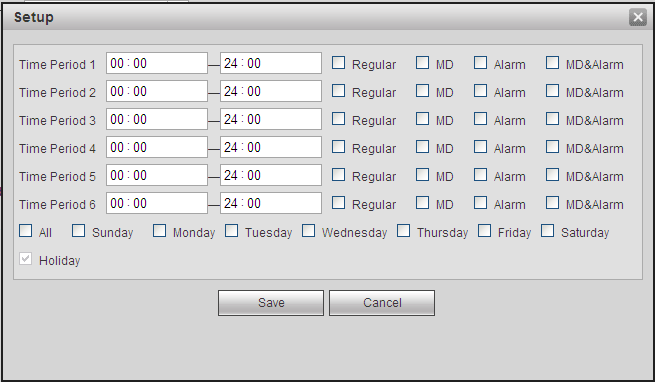 Setup
Time Period 1 00 : 00 — 24 : 00 Regular MD Alarm MD&Alarm
Time Period 2 00 : 00 — 24 : 00 Regular MD Alarm MD&Alarm
Time Period 3 00 : 00 — 24 : 00 Regular MD Alarm MD&Alarm
Time Period 4 00 : 00 — 24 : 00 Regular MD Alarm MD&Alarm
Time Period 5 00 : 00 — 24 : 00 Regular MD Alarm MD&Alarm
Time Period 6 00 : 00 — 24 : 00 Regular MD Alarm MD&Alarm
All Sunday Monday Tuesday Wednesday Thursday Friday Saturday
Holiday
Save Cancel